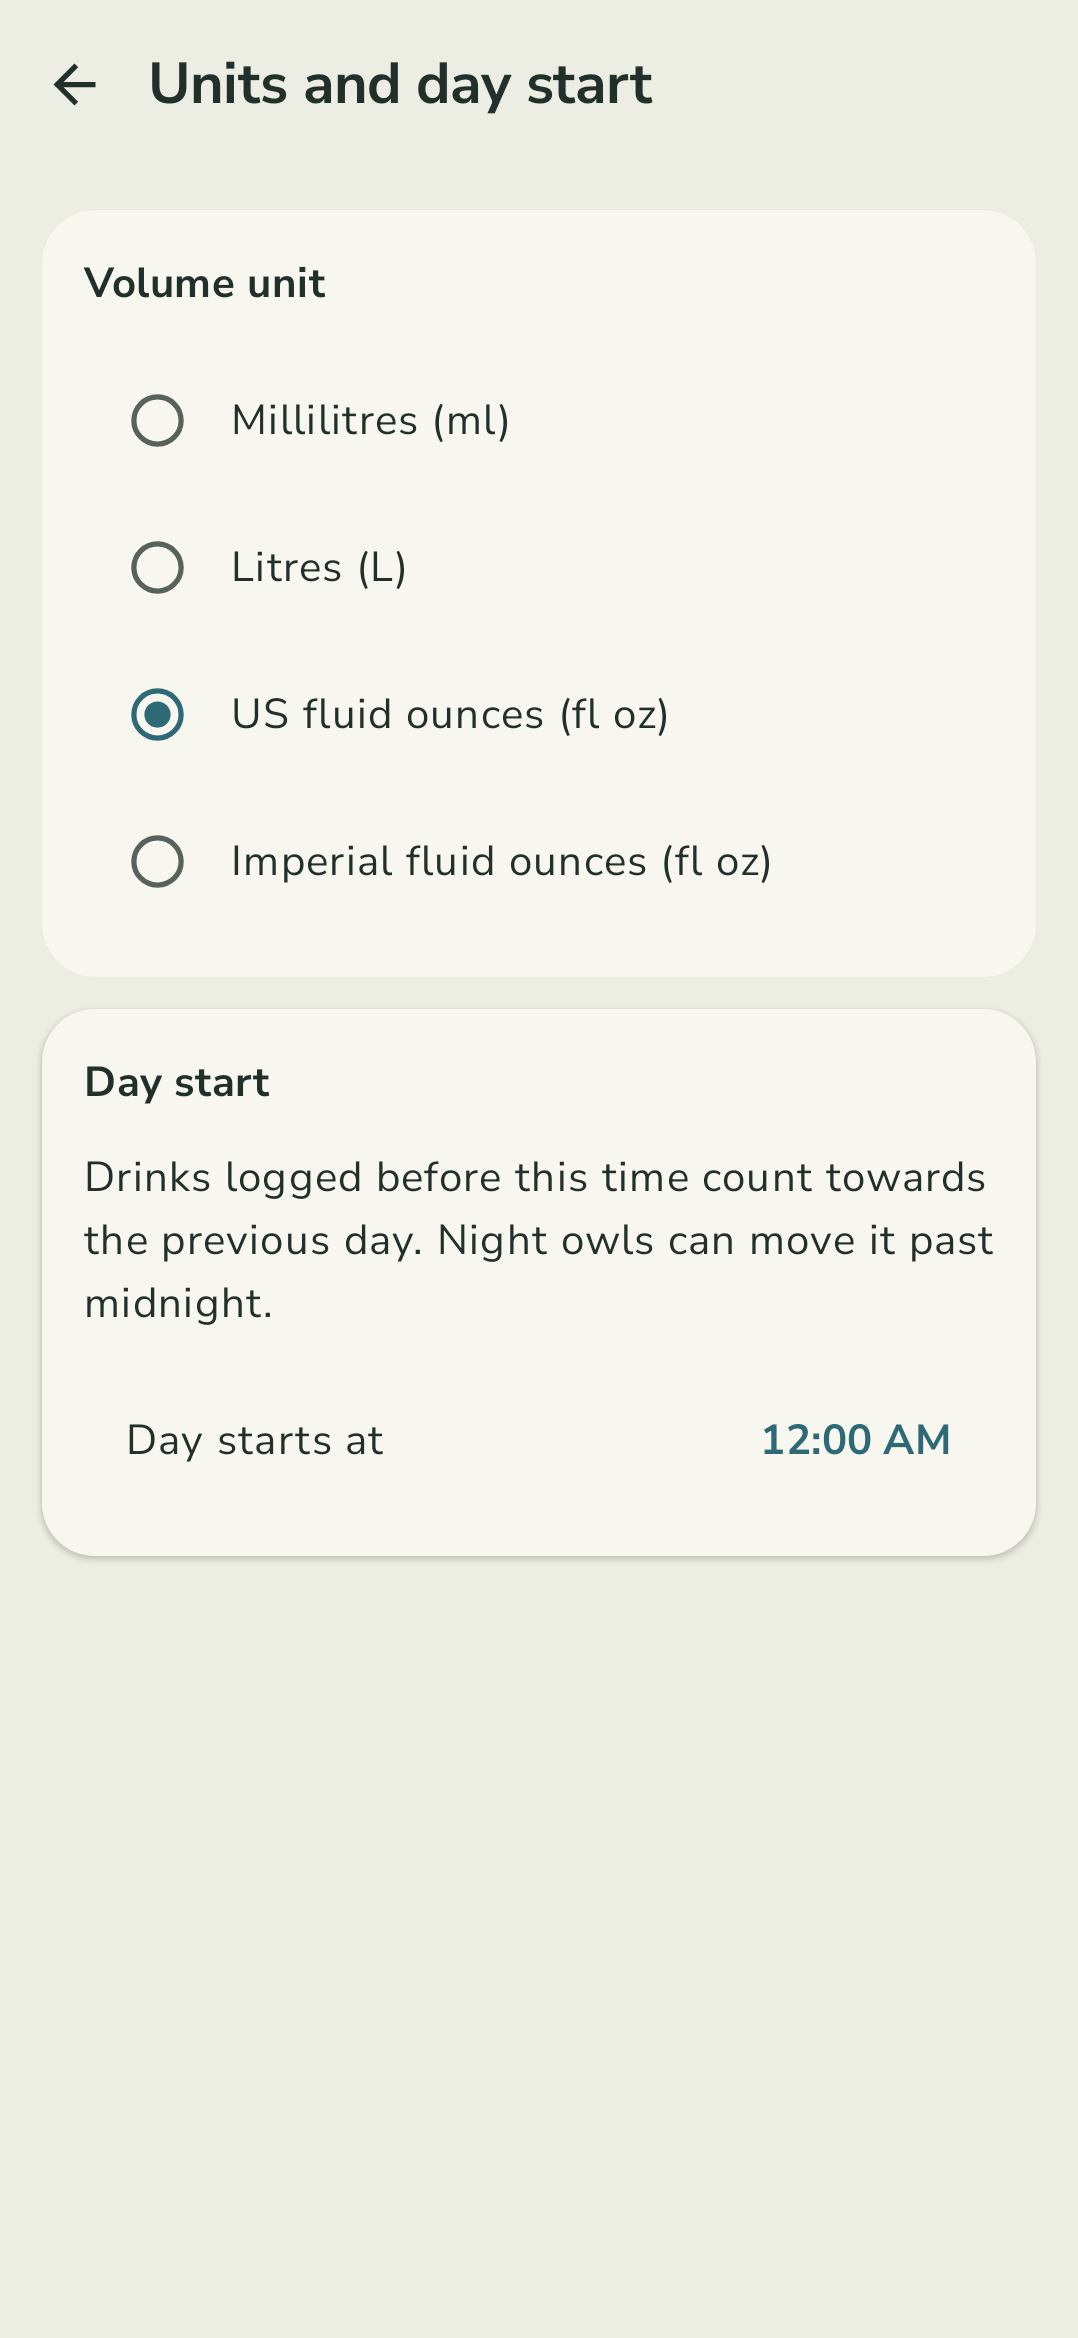 Units and day start
Volume unit
Millilitres (ml)
Litres (L)
US fluid ounces (fl oz)
Imperial fluid ounces (fl oz)
Day start
Drinks logged before this time count towards
the previous day. Night owls can move it past
midnight.
Day starts at 12:00 AM